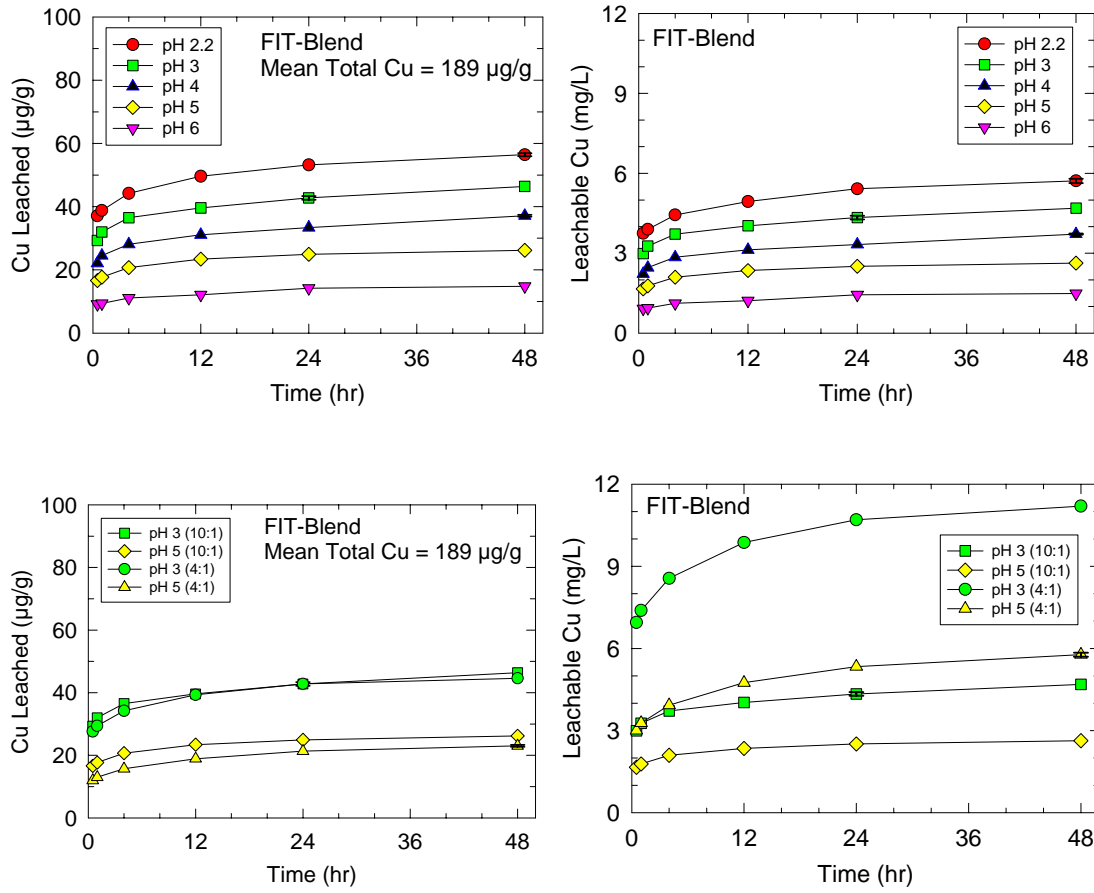 100
80
60
40
20
0
Cu Leached (µg/g)
pH 2.2
pH 3
pH 4
pH 5
pH 6
FIT-Blend
Mean Total Cu = 189 µg/g
0 12 24 36 48
Time (hr)
12
9
6
3
0
Leachable Cu (mg/L)
FIT-Blend
pH 2.2
pH 3
pH 4
pH 5
pH 6
0 12 24 36 48
Time (hr)
100
80
60
40
20
0
Cu Leached (µg/g)
pH 3 (10:1)
pH 5 (10:1)
pH 3 (4:1)
pH 5 (4:1)
FIT-Blend
Mean Total Cu = 189 µg/g
0 12 24 36 48
Time (hr)
12
9
6
3
0
Leachable Cu (mg/L)
FIT-Blend
pH 3 (10:1)
pH 5 (10:1)
pH 3 (4:1)
pH 5 (4:1)
0 12 24 36 48
Time (hr)